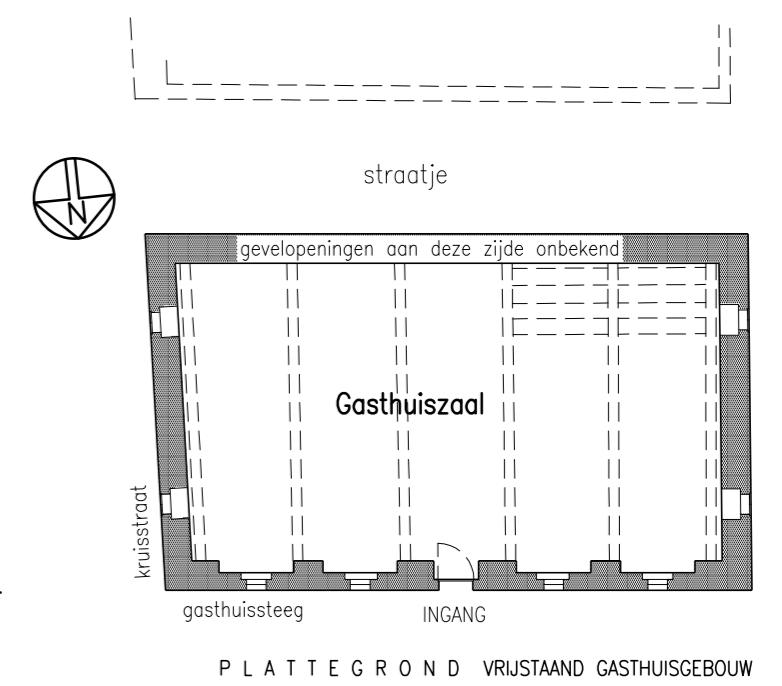 straatje
N
gevelopeningen aan deze zijde onbekend
Gasthuiszaal
kruisstraat
gasthuissteeg
INGANG
PLATTEGROND VRIJSTAAND GASTHUISGEBOUW